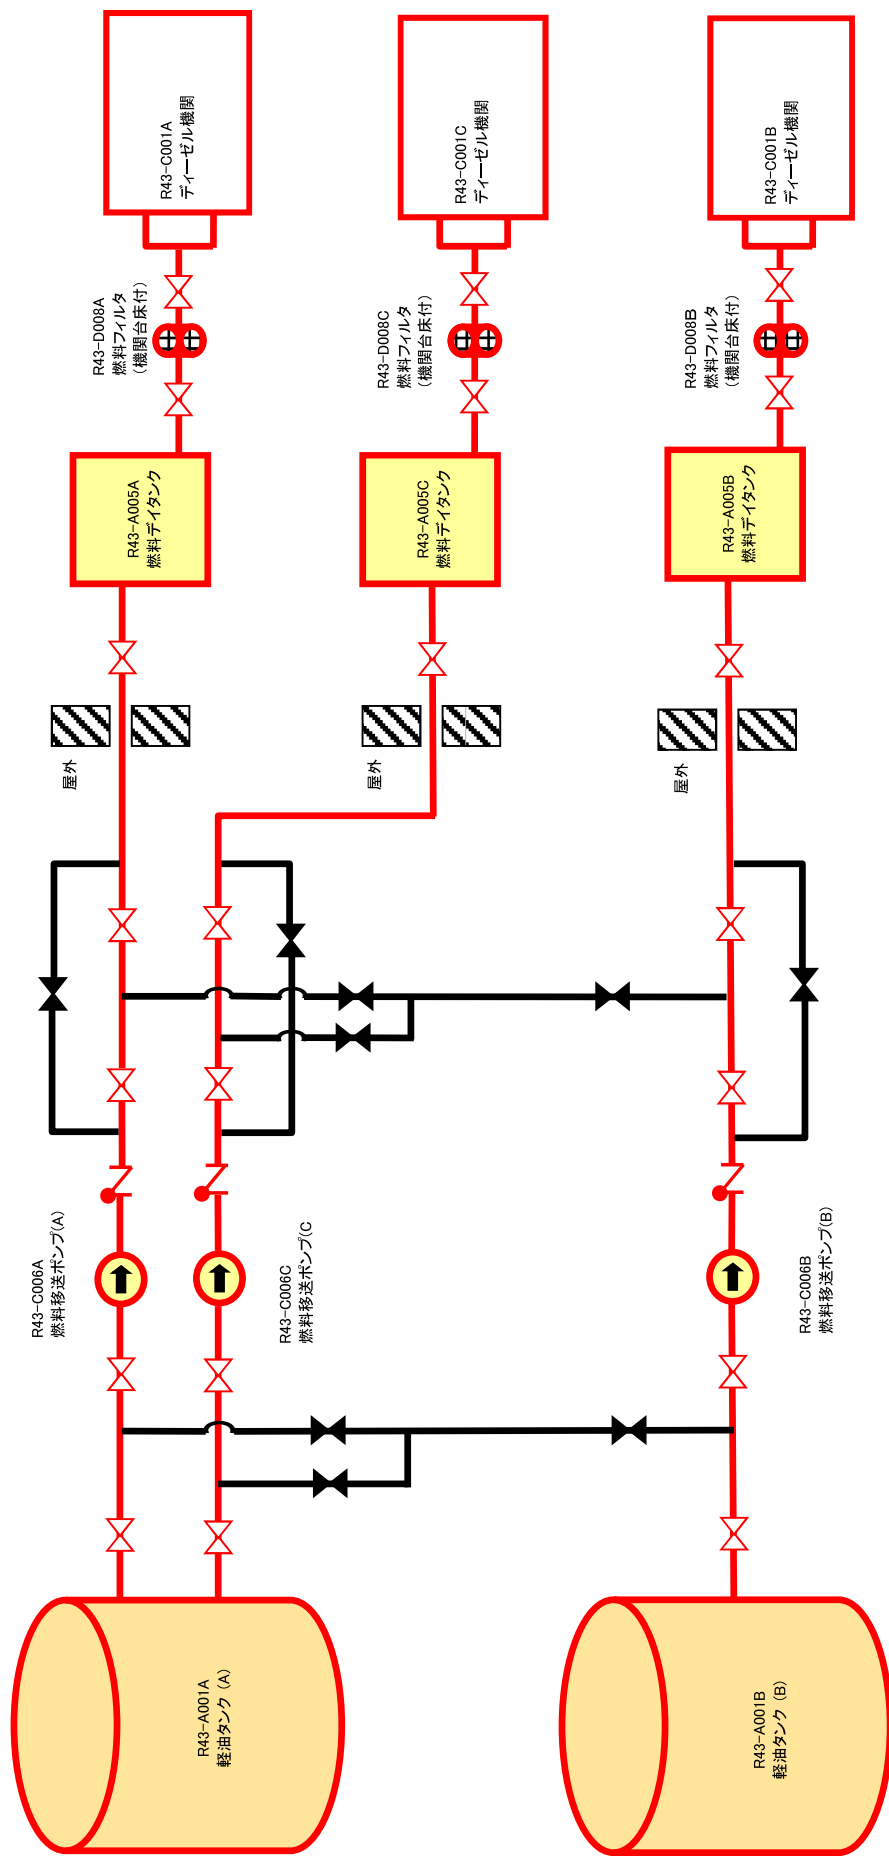 R43-C001A
ディーゼル機関
R43-C001C
ディーゼル機関
R43-C001B
ディーゼル機関
R43-D008A
燃料フィルタ
(機関台床付)
R43-D008C
燃料フィルタ
(機関台床付)
R43-D008B
燃料フィルタ
(機関台床付)
R43-A005A
燃料デイタンク
R43-A005C
燃料デイタンク
R43-A005B
燃料デイタンク
屋外
屋外
屋外
R43-C006A
燃料移送ポンプ(A)
R43-C006C
燃料移送ポンプ(C
R43-C006B
燃料移送ポンプ(B)
R43-A001A
軽油タンク (A)
R43-A001B
軽油タンク (B)